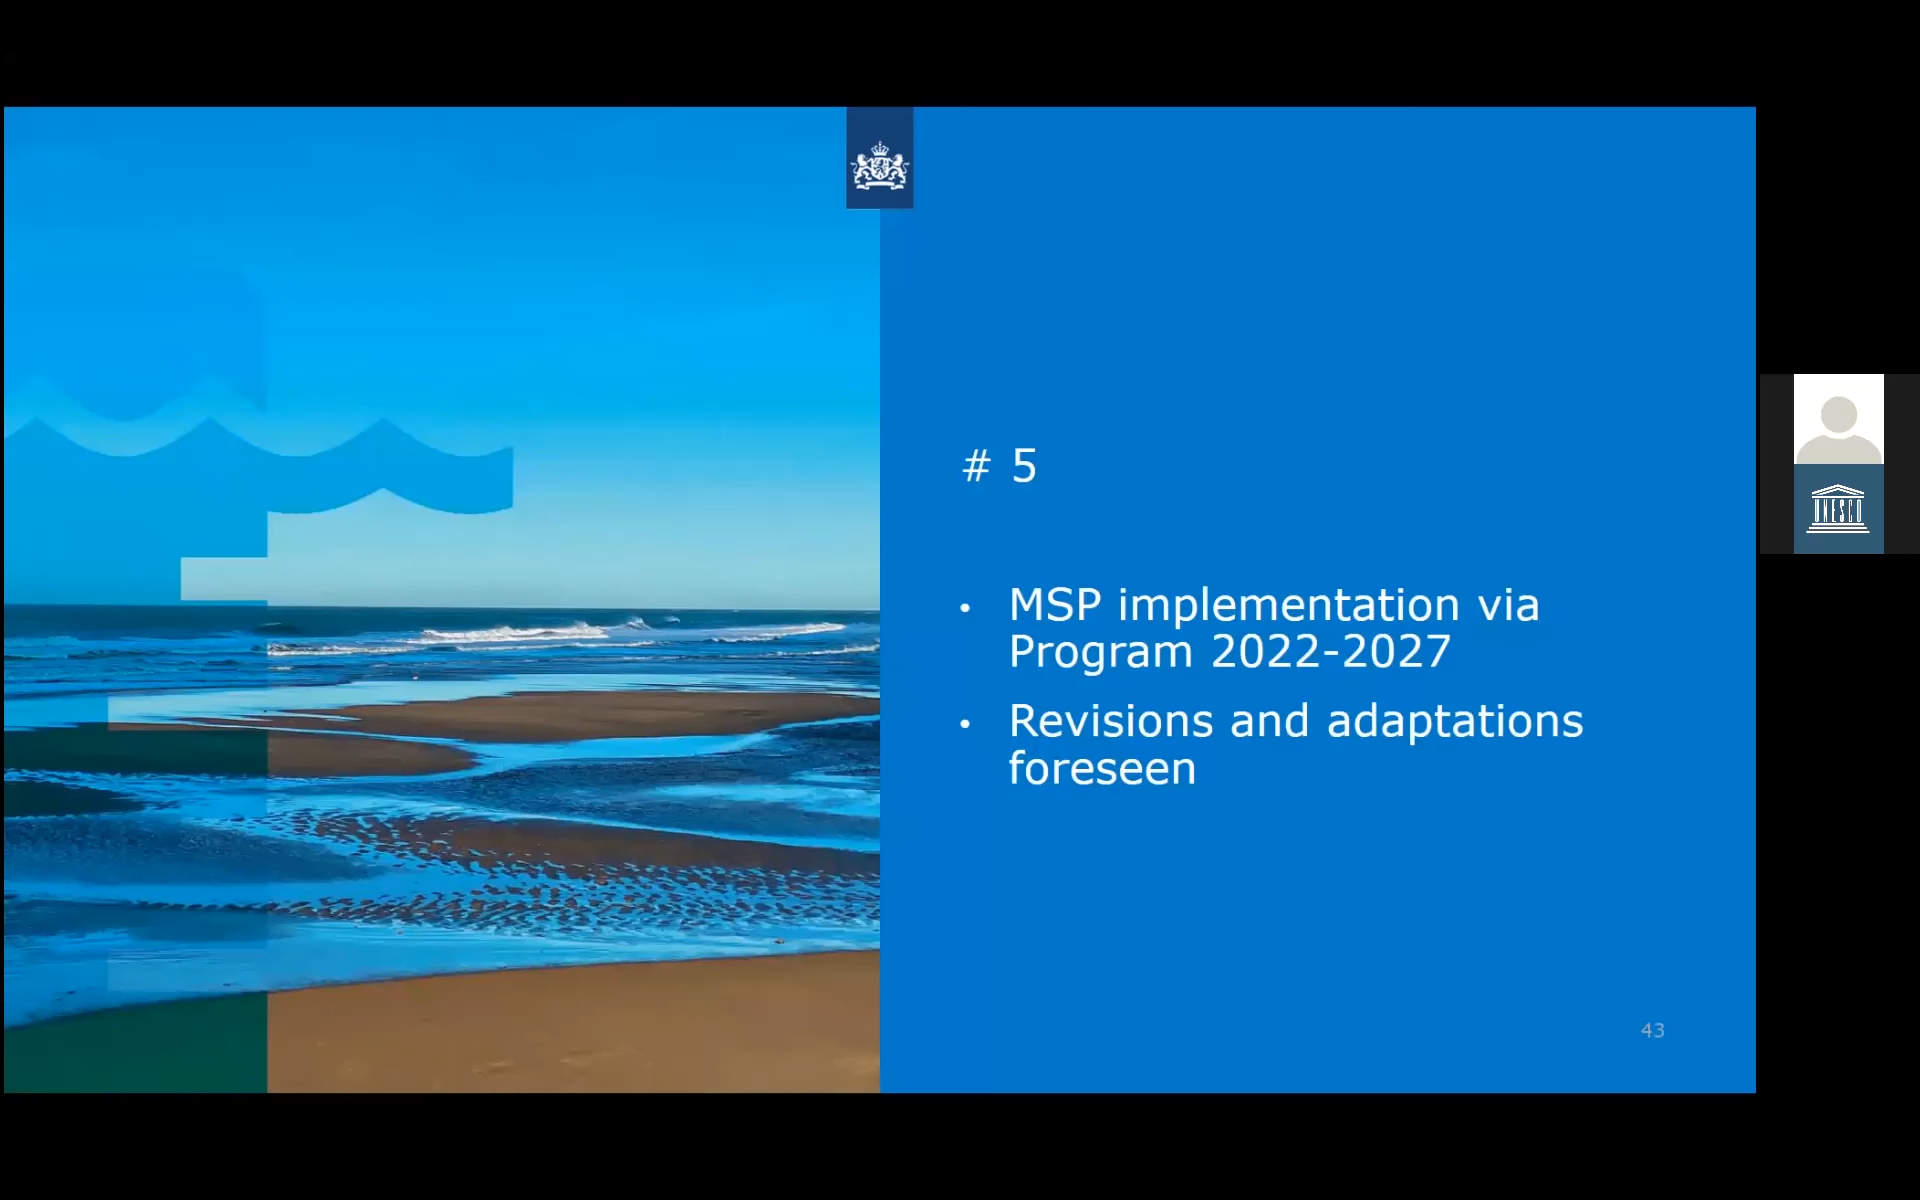 # 5
• MSP implementation via
Program 2022-2027
• Revisions and adaptations
foreseen
UNESCO
43